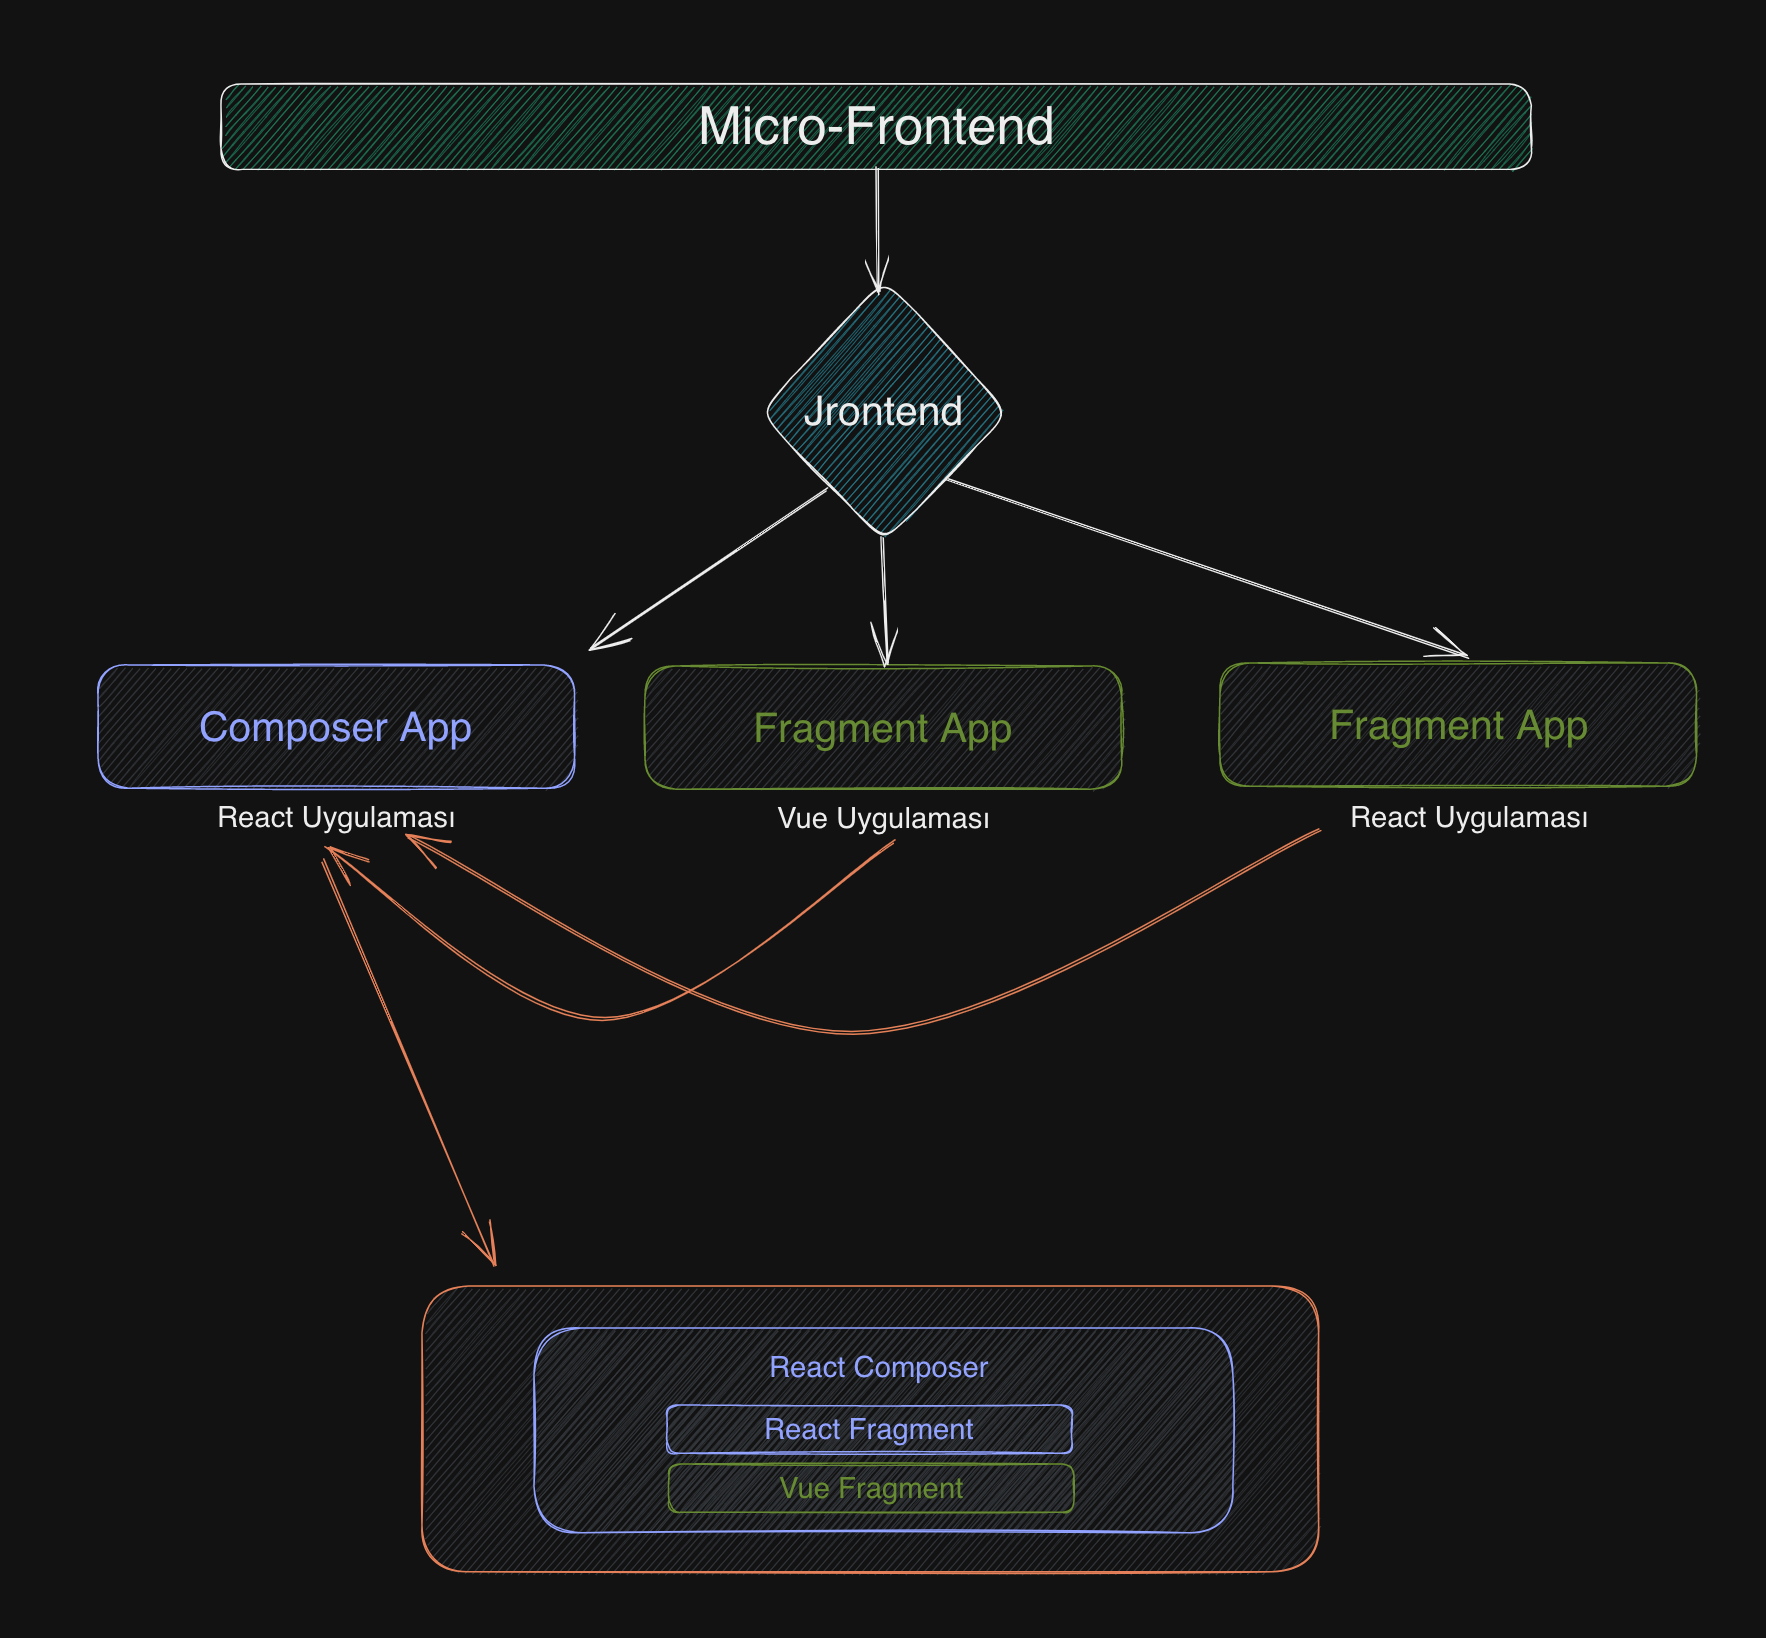 Micro-Frontend
Jrontend
Composer App
Fragment App
Fragment App
React Uygulaması
Vue Uygulaması
React Uygulaması
React Composer
React Fragment
Vue Fragment